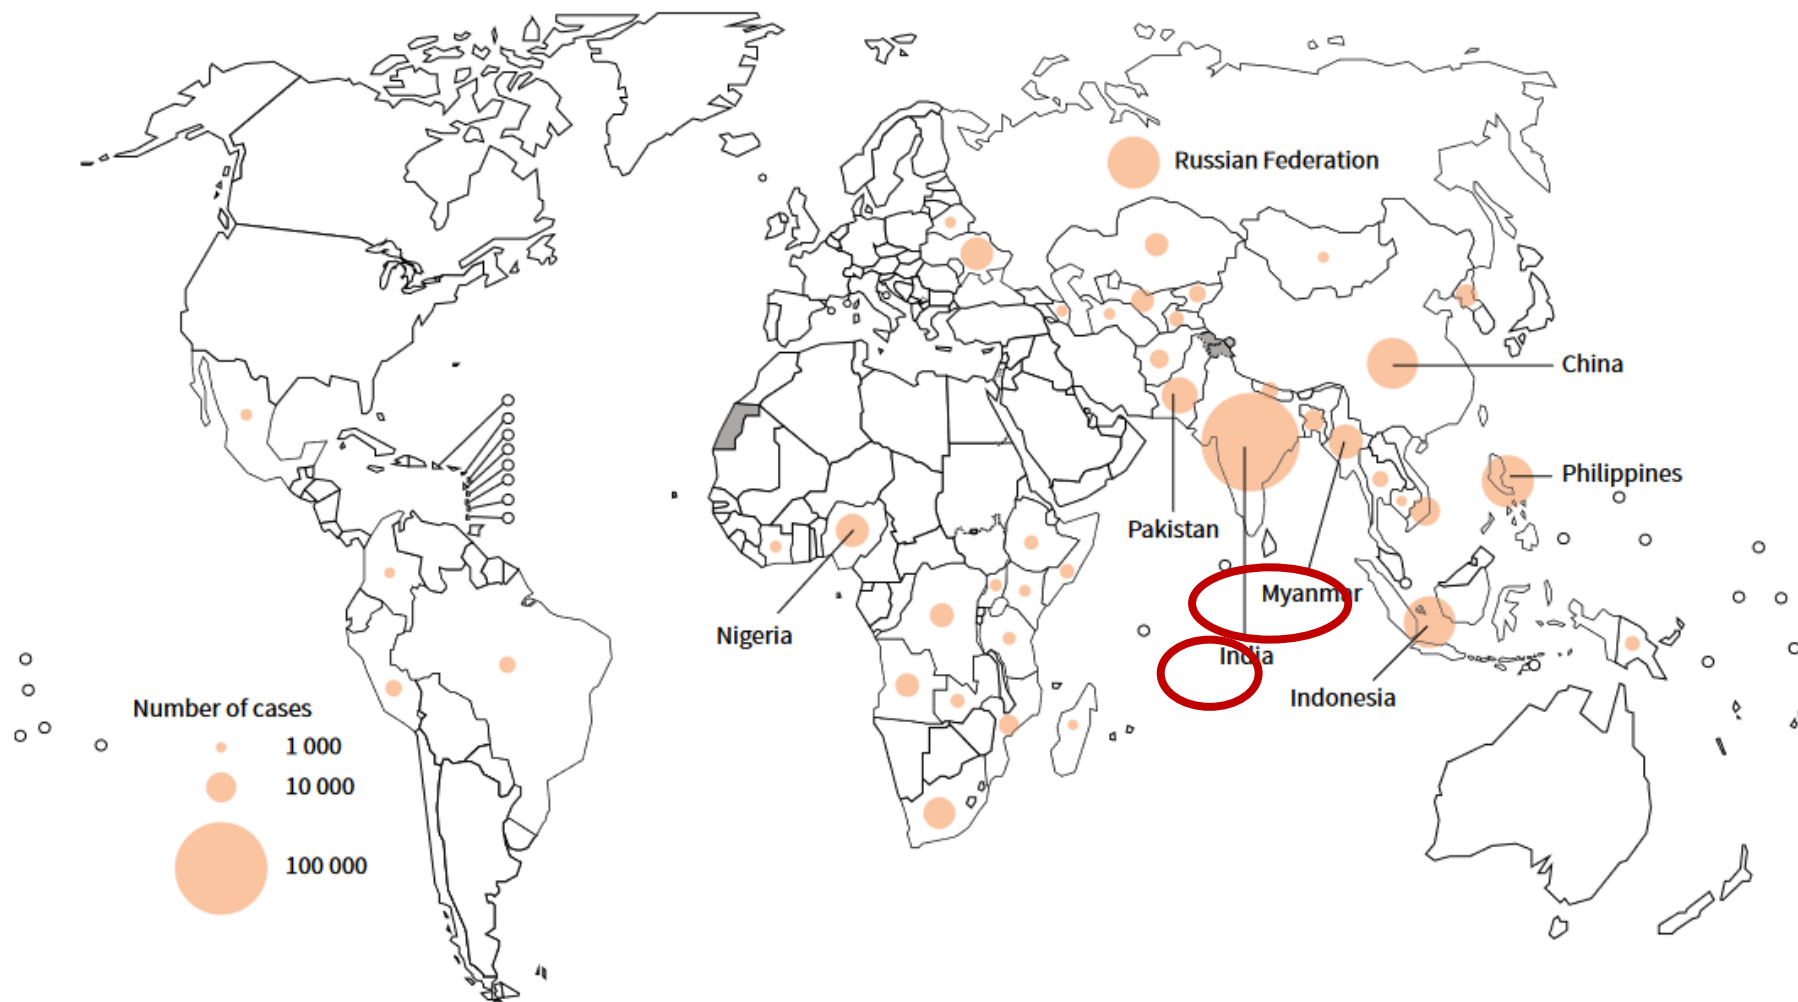 Russian Federation
China
Philippines
Pakistan
Myanmar
Nigeria
India
Indonesia
Number of cases
1 000
10 000
100 000